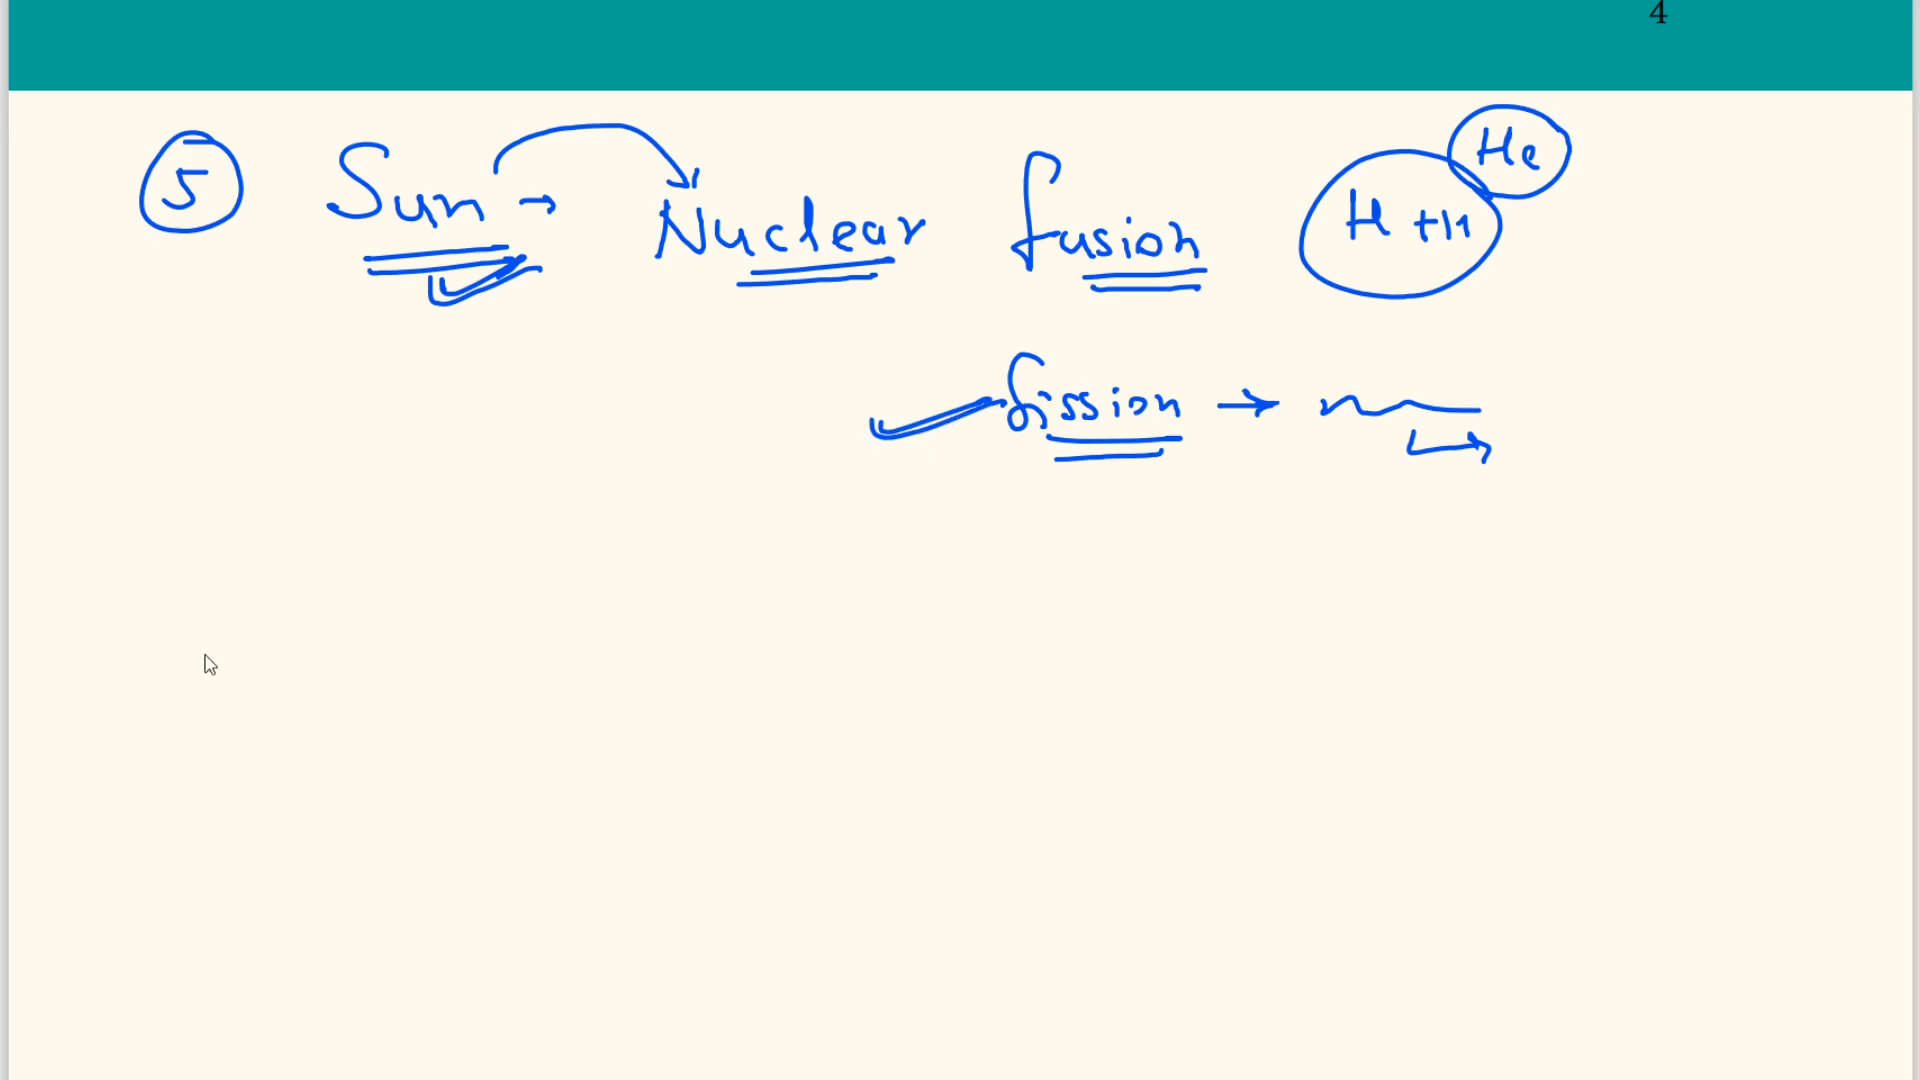 4
5 Sun → Nuclear fusion H + H He
fission →